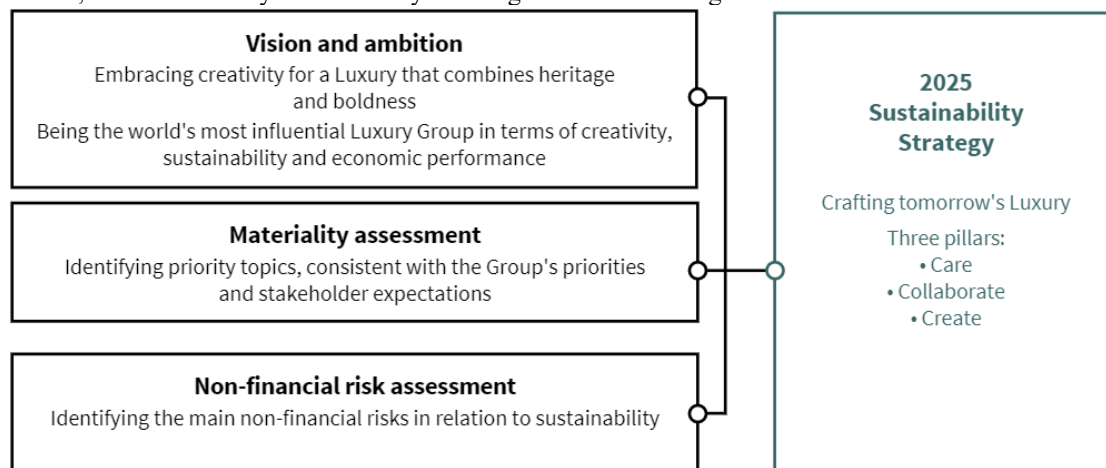 Vision and ambition
Embracing creativity for a Luxury that combines heritage
and boldness
Being the world's most influential Luxury Group in terms of creativity,
sustainability and economic performance
Materiality assessment
Identifying priority topics, consistent with the Group's priorities
and stakeholder expectations
Non-financial risk assessment
Identifying the main non-financial risks in relation to sustainability
2025
Sustainability
Strategy
Crafting tomorrow's Luxury
Three pillars:
• Care
• Collaborate
• Create